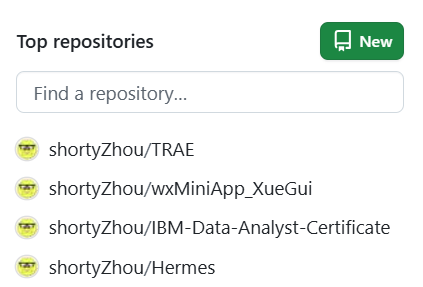 Top repositories
New
Find a repository...
shortyZhou/TRAE
shortyZhou/wxMiniApp_XueGui
shortyZhou/IBM-Data-Analyst-Certificate
shortyZhou/Hermes